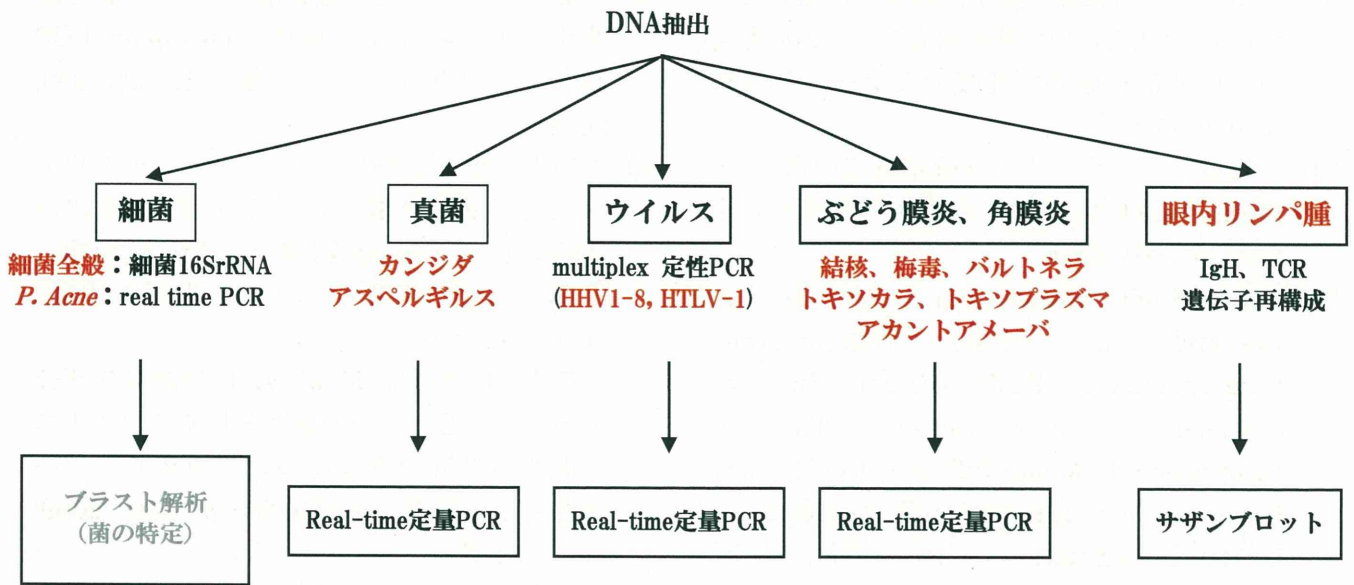 DNA抽出
細菌
細菌全般：細菌16SrRNA
P. Acne：real time PCR
ブラスト解析
(菌の特定)
真菌
カンジダ
アスペルギルス
Real-time定量PCR
ウイルス
multiplex 定性PCR
(HHV1-8, HTLV-1)
Real-time定量PCR
ぶどう膜炎、角膜炎
結核、梅毒、バルトネラ
トキソカラ、トキソプラズマ
アカントアメーバ
Real-time定量PCR
眼内リンパ腫
IgH、TCR
遺伝子再構成
サザンブロット